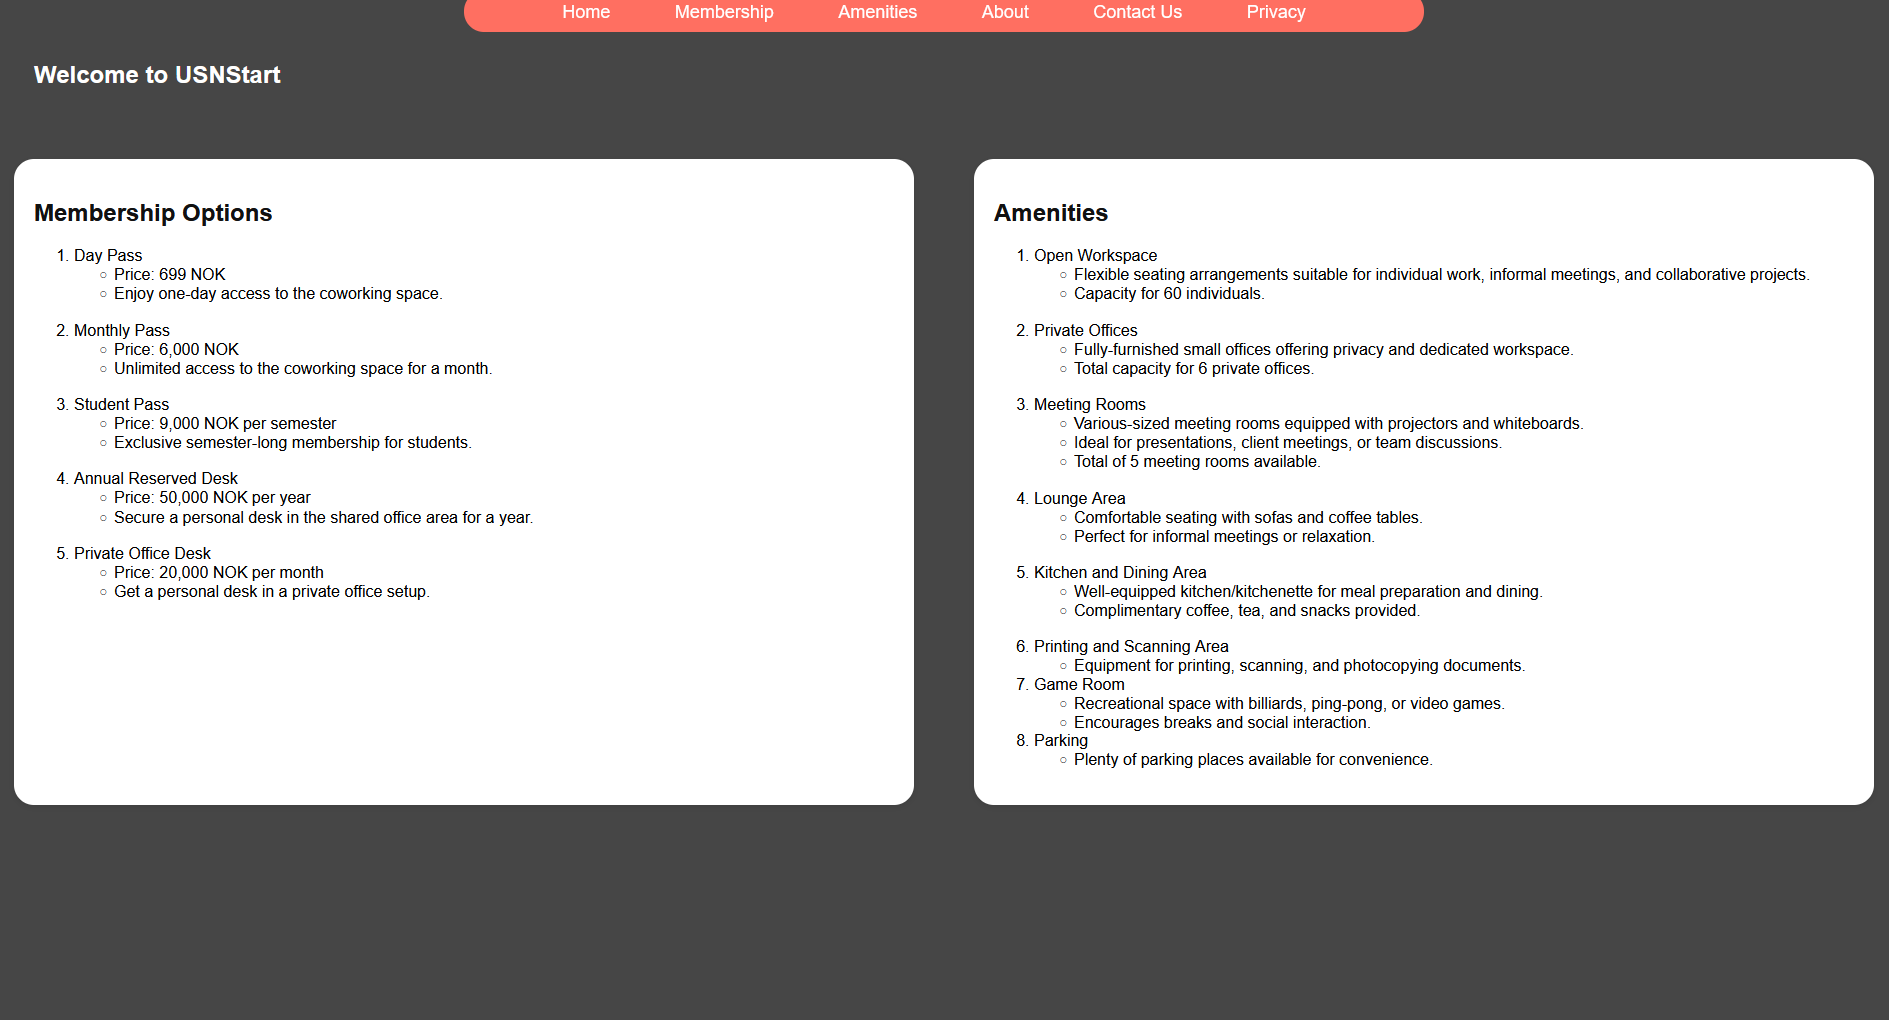 Home Membership Amenities About Contact Us Privacy
Welcome to USNStart
Membership Options
1. Day Pass
○ Price: 699 NOK
○ Enjoy one-day access to the coworking space.
2. Monthly Pass
○ Price: 6,000 NOK
○ Unlimited access to the coworking space for a month.
3. Student Pass
○ Price: 9,000 NOK per semester
○ Exclusive semester-long membership for students.
4. Annual Reserved Desk
○ Price: 50,000 NOK per year
○ Secure a personal desk in the shared office area for a year.
5. Private Office Desk
○ Price: 20,000 NOK per month
○ Get a personal desk in a private office setup.
Amenities
1. Open Workspace
○ Flexible seating arrangements suitable for individual work, informal meetings, and collaborative projects.
○ Capacity for 60 individuals.
2. Private Offices
○ Fully-furnished small offices offering privacy and dedicated workspace.
○ Total capacity for 6 private offices.
3. Meeting Rooms
○ Various-sized meeting rooms equipped with projectors and whiteboards.
○ Ideal for presentations, client meetings, or team discussions.
○ Total of 5 meeting rooms available.
4. Lounge Area
○ Comfortable seating with sofas and coffee tables.
○ Perfect for informal meetings or relaxation.
5. Kitchen and Dining Area
○ Well-equipped kitchen/kitchenette for meal preparation and dining.
○ Complimentary coffee, tea, and snacks provided.
6. Printing and Scanning Area
○ Equipment for printing, scanning, and photocopying documents.
7. Game Room
○ Recreational space with billiards, ping-pong, or video games.
○ Encourages breaks and social interaction.
8. Parking
○ Plenty of parking places available for convenience.